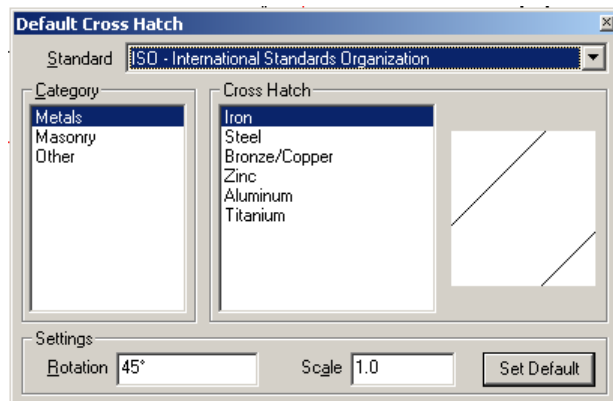 Default Cross Hatch
Standard ISO - International Standards Organization
Category
Metals
Masonry
Other
Cross Hatch
Iron
Steel
Bronze/Copper
Zinc
Aluminum
Titanium
Settings
Rotation 45° Scale 1.0 Set Default